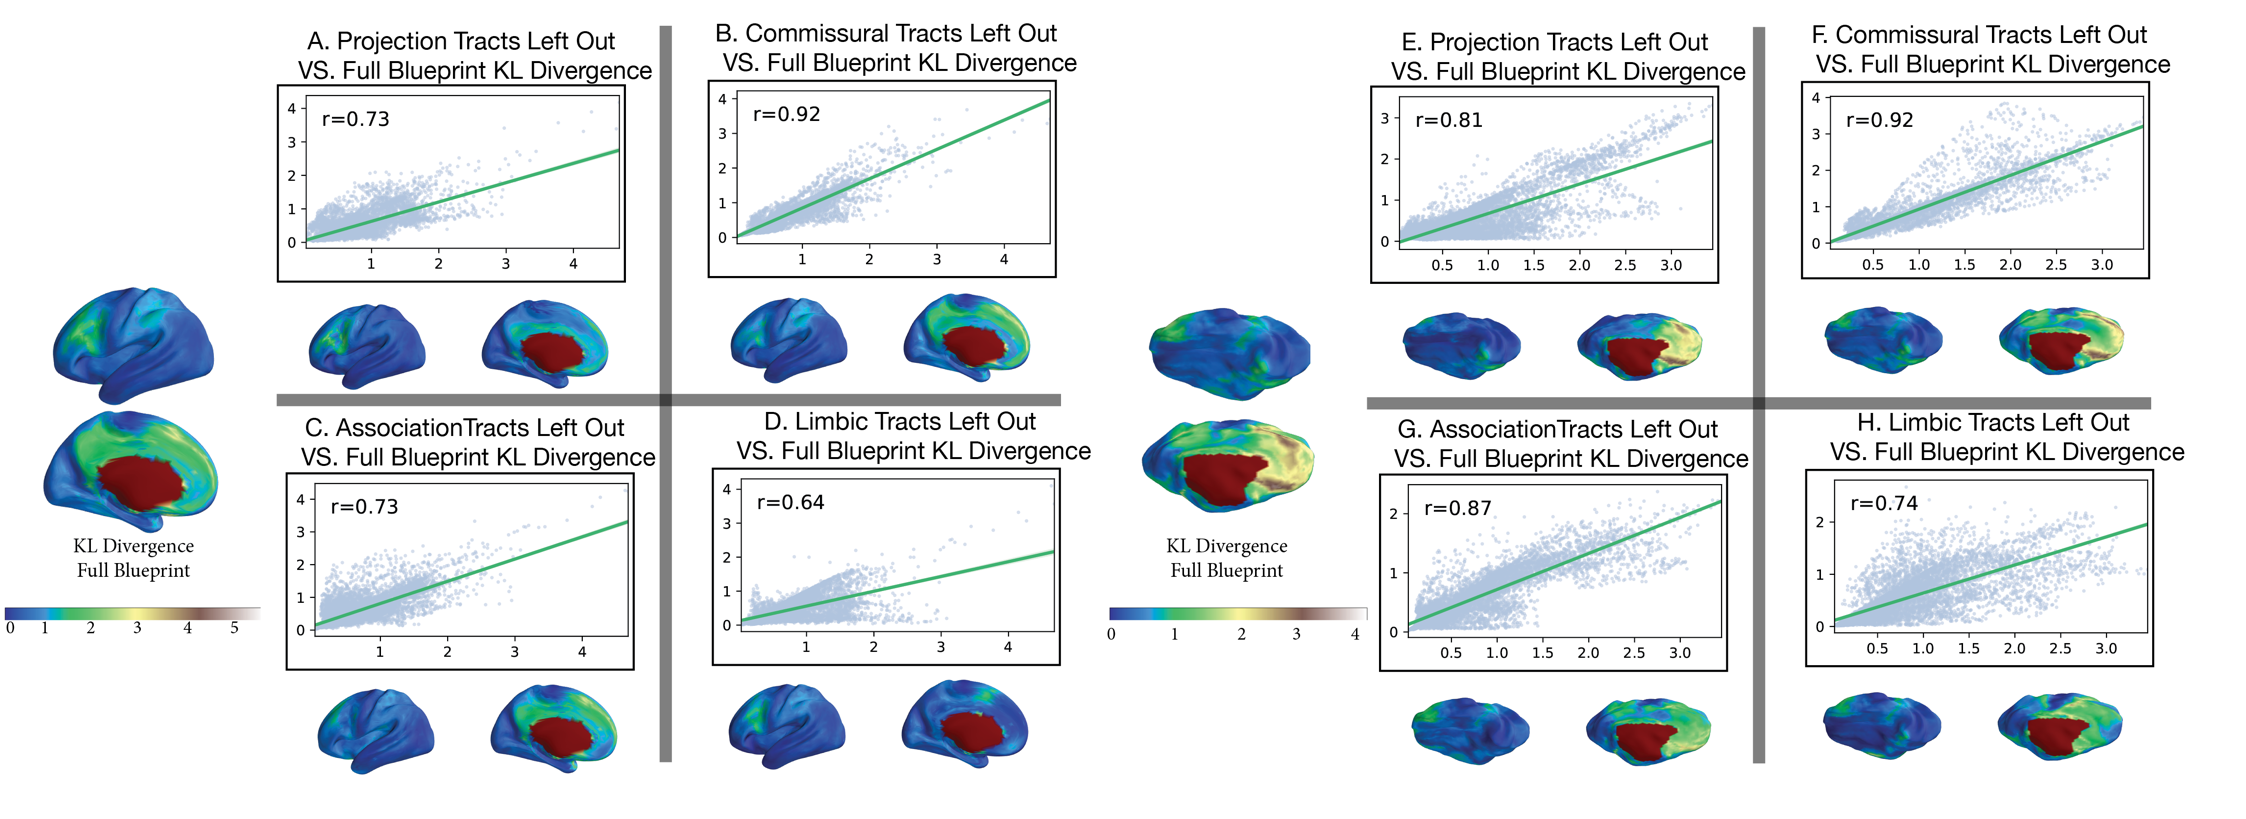 A. Projection Tracts Left Out
VS. Full Blueprint KL Divergence
r=0.73
4
3
2
1
0
1 2 3 4
B. Commissural Tracts Left Out
VS. Full Blueprint KL Divergence
r=0.92
4
3
2
1
0
1 2 3 4
C. AssociationTracts Left Out
VS. Full Blueprint KL Divergence
r=0.73
4
3
2
1
0
1 2 3 4
D. Limbic Tracts Left Out
VS. Full Blueprint KL Divergence
r=0.64
4
3
2
1
0
1 2 3 4
KL Divergence
Full Blueprint
0 1 2 3 4 5
E. Projection Tracts Left Out
VS. Full Blueprint KL Divergence
r=0.81
3
2
1
0
0.5 1.0 1.5 2.0 2.5 3.0
F. Commissural Tracts Left Out
VS. Full Blueprint KL Divergence
r=0.92
4
3
2
1
0
0.5 1.0 1.5 2.0 2.5 3.0
G. AssociationTracts Left Out
VS. Full Blueprint KL Divergence
r=0.87
2
1
0
0.5 1.0 1.5 2.0 2.5 3.0
H. Limbic Tracts Left Out
VS. Full Blueprint KL Divergence
r=0.74
2
1
0
0.5 1.0 1.5 2.0 2.5 3.0
KL Divergence
Full Blueprint
0 1 2 3 4